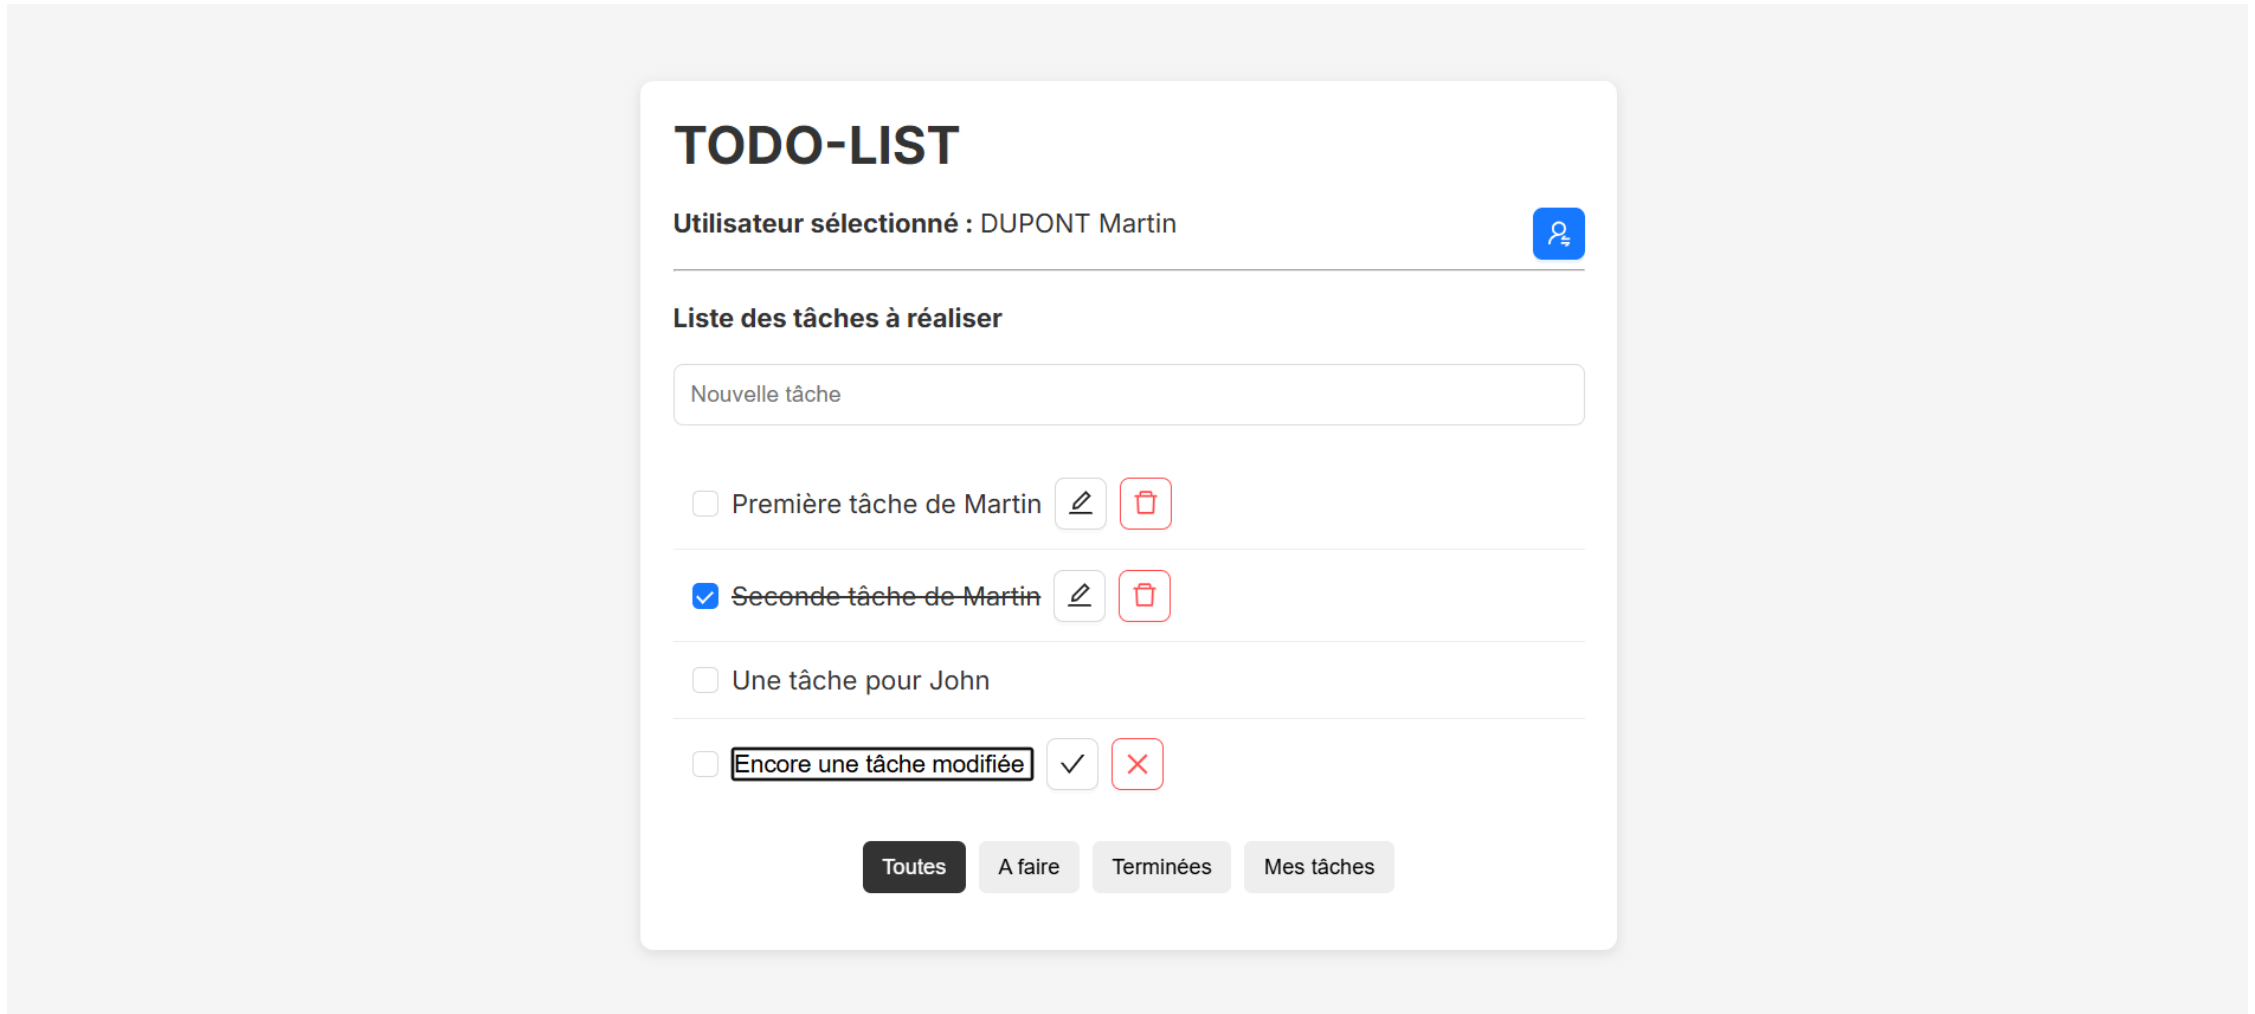 TODO-LIST
Utilisateur sélectionné : DUPONT Martin
Liste des tâches à réaliser
Nouvelle tâche
Première tâche de Martin
Seconde tâche de Martin
Une tâche pour John
Encore une tâche modifiée
Toutes A faire Terminées Mes tâches